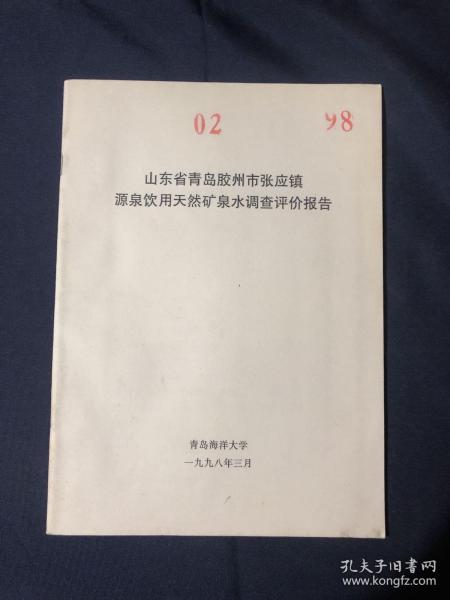 02 98
山东省青岛胶州市张应镇
源泉饮用天然矿泉水调查评价报告
青岛海洋大学
一九九八年三月
孔夫子旧书网
www.kongfz.com